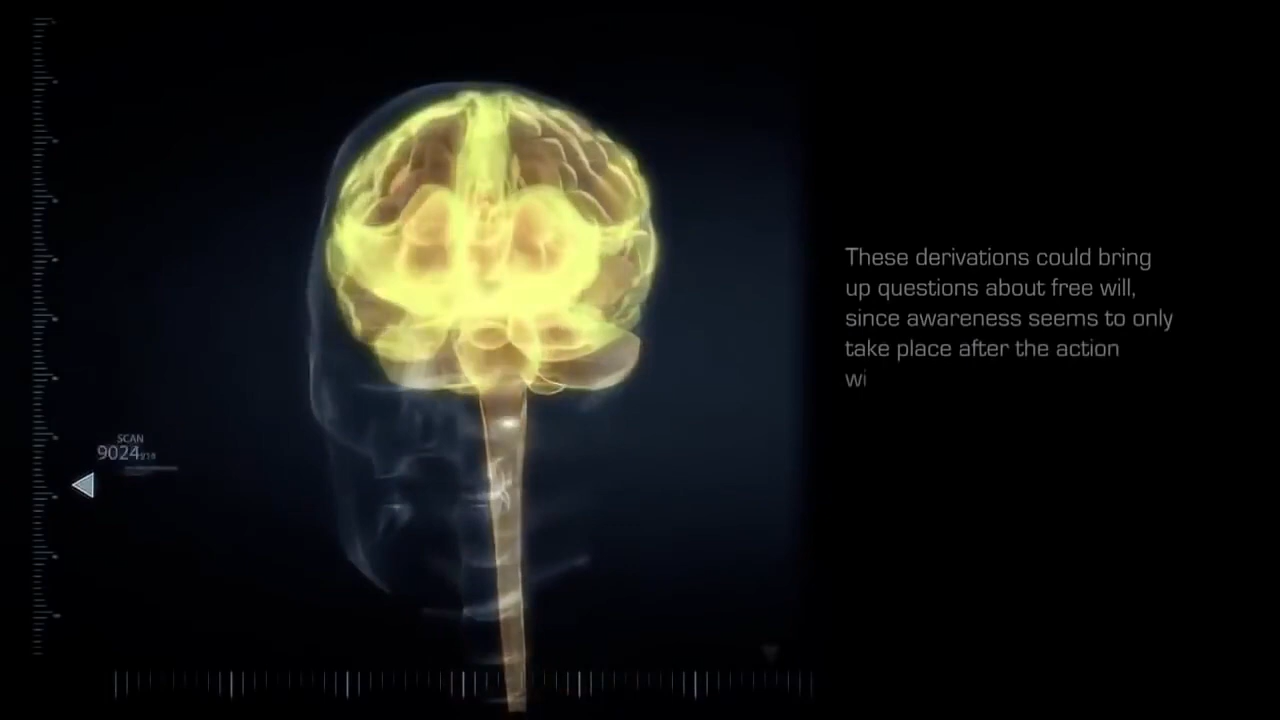 SCAN
9024
These derivations could bring
up questions about free will,
since awareness seems to only
take place after the action
wi